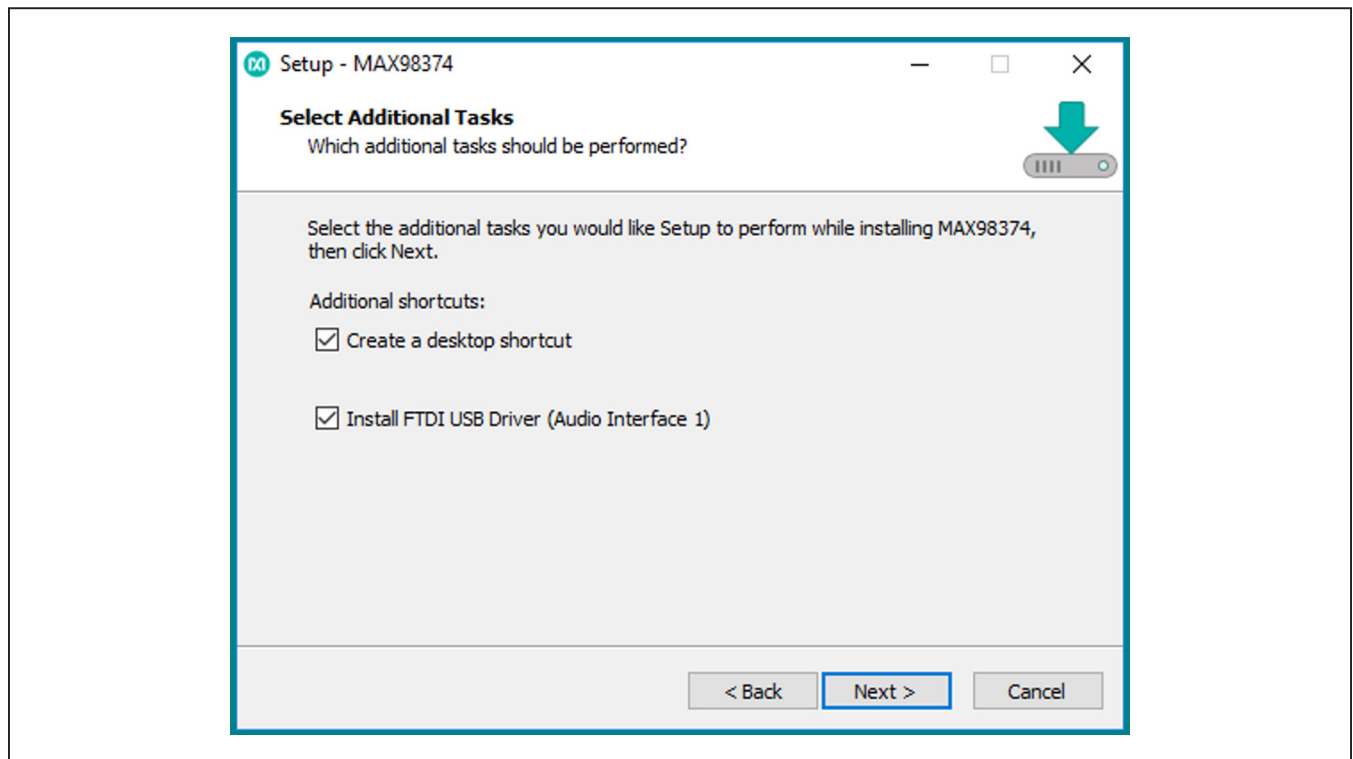 Setup - MAX98374
Select Additional Tasks
Which additional tasks should be performed?
Select the additional tasks you would like Setup to perform while installing MAX98374,
then click Next.
Additional shortcuts:
Create a desktop shortcut
Install FTDI USB Driver (Audio Interface 1)
< Back Next > Cancel